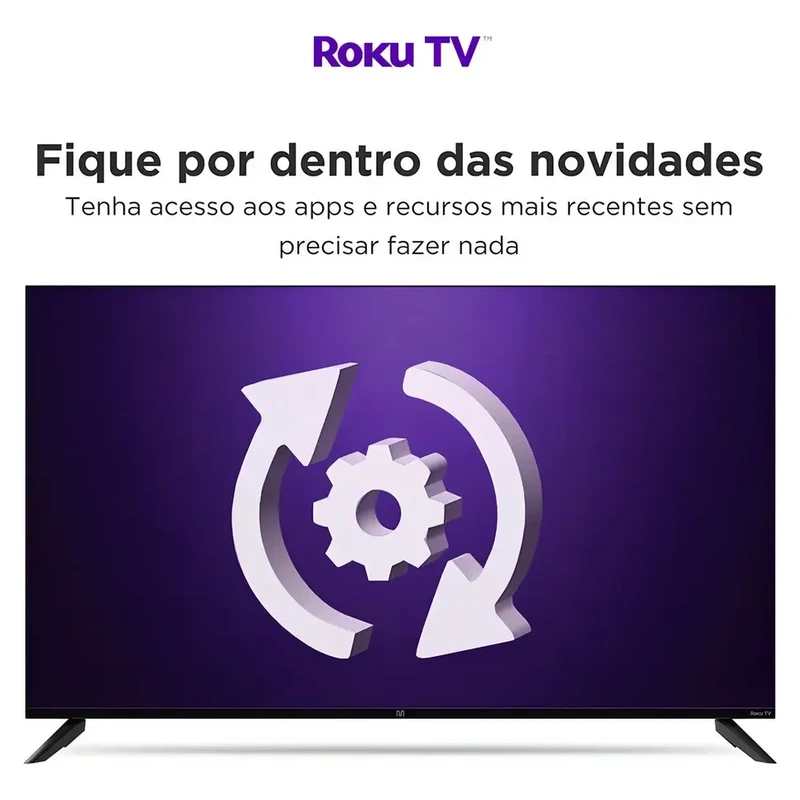 Roku TV™
Fique por dentro das novidades
Tenha acesso aos apps e recursos mais recentes sem
precisar fazer nada
Roku TV